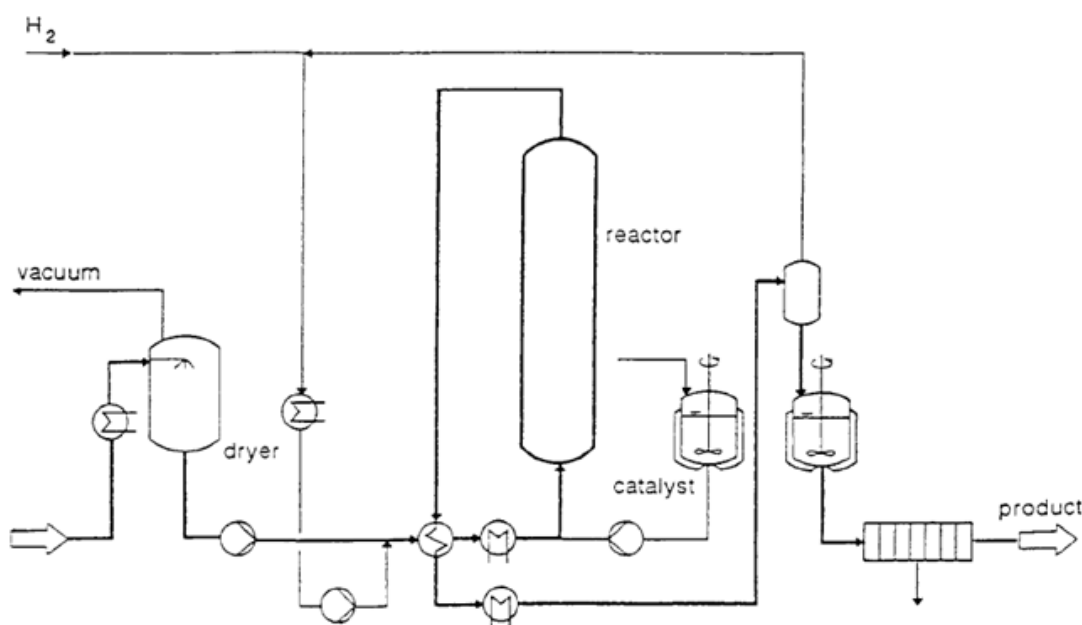 H2
reactor
vacuum
dryer
catalyst
product